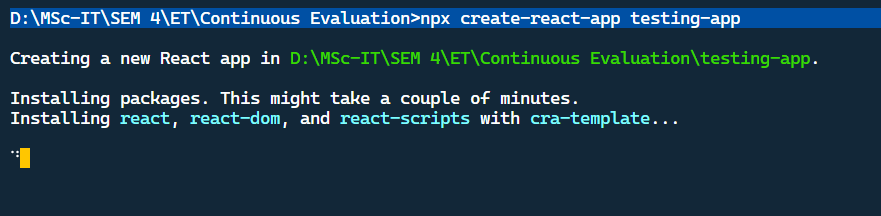 D:\MSc-IT\SEM 4\ET\Continuous Evaluation>npx create-react-app testing-app
Creating a new React app in D:\MSc-IT\SEM 4\ET\Continuous Evaluation\testing-app.
Installing packages. This might take a couple of minutes.
Installing react, react-dom, and react-scripts with cra-template...